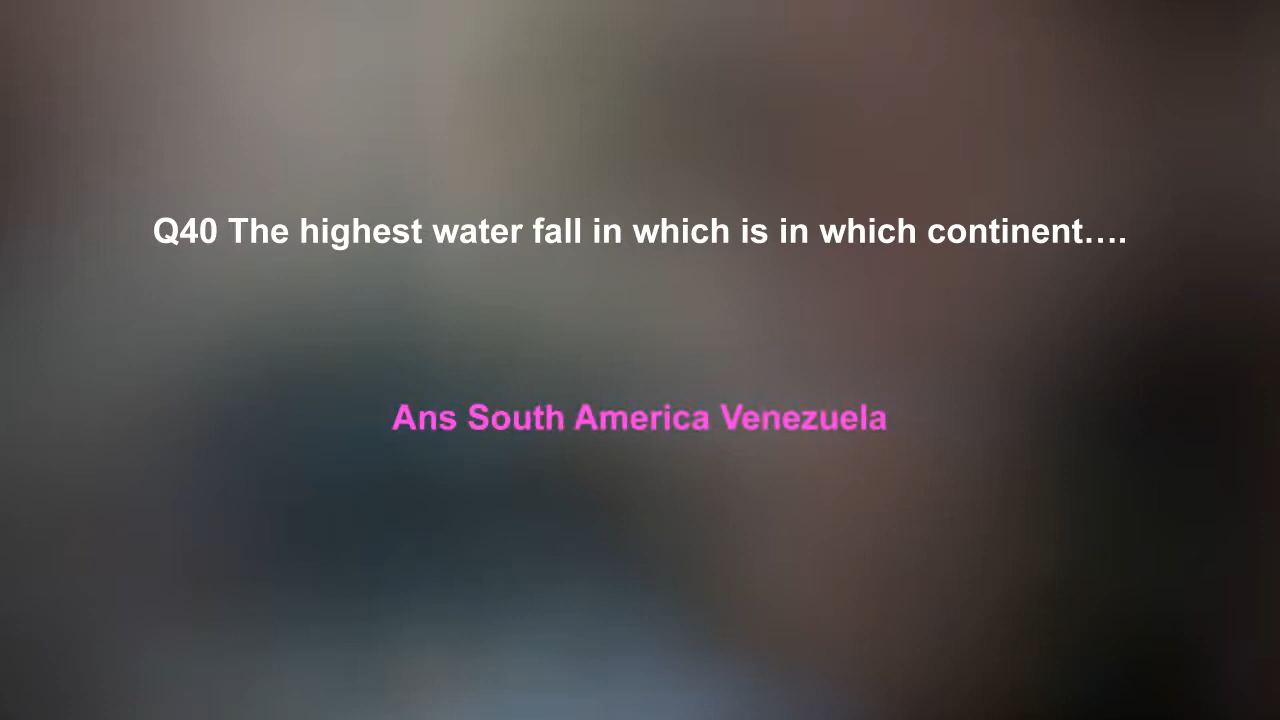 Q40 The highest water fall in which is in which continent....
Ans South America Venezuela